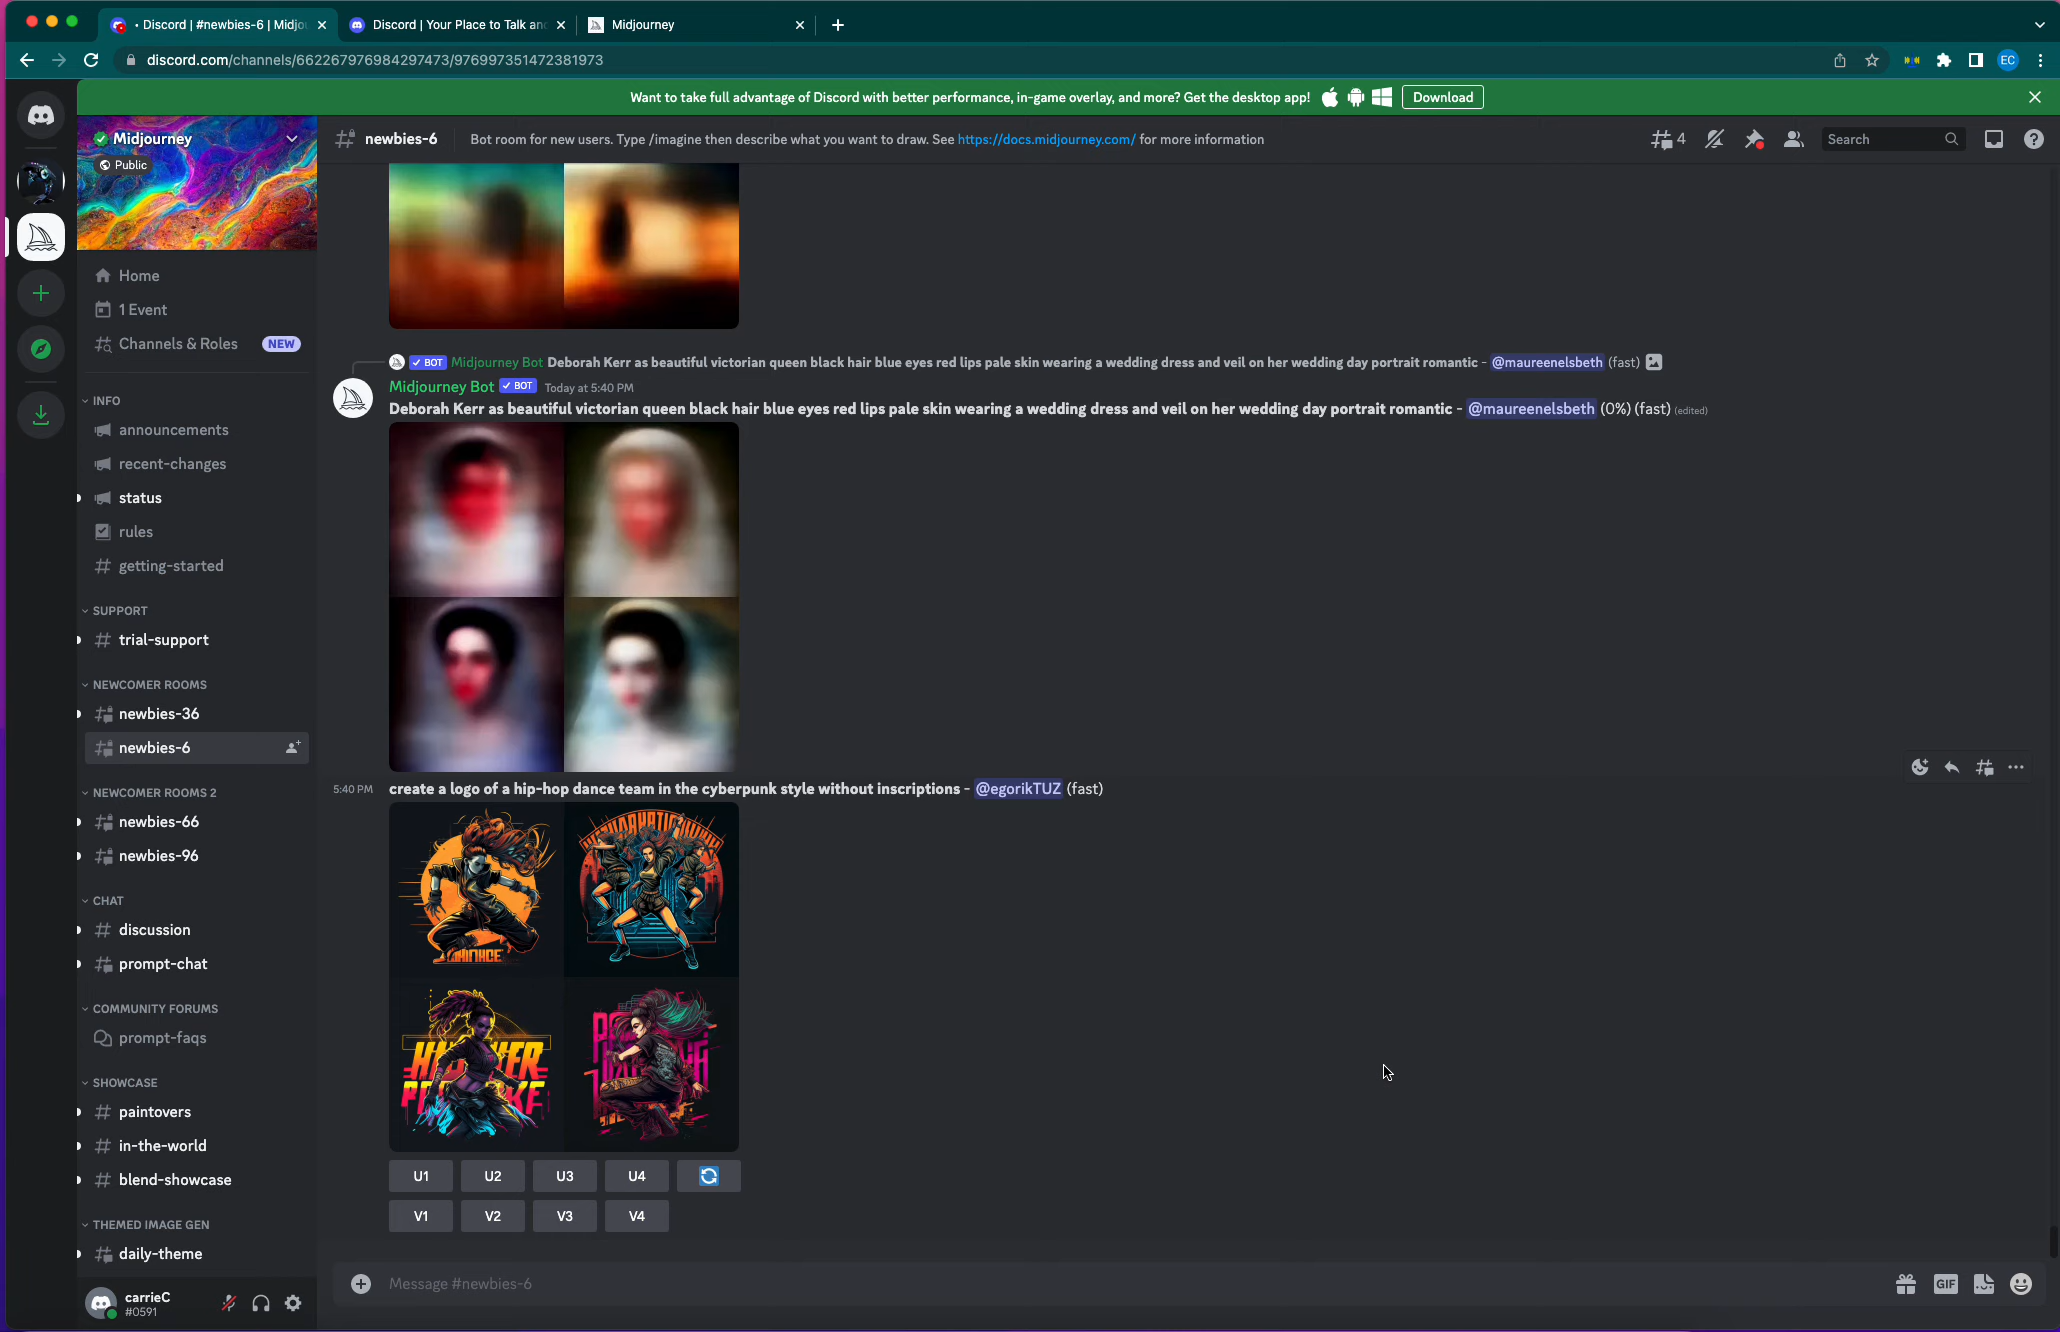 • Discord | #newbies-6 | Midjo
Discord | Your Place to Talk an
Midjourney
discord.com/channels/662267976984297473/976997351472381973
EC
Want to take full advantage of Discord with better performance, in-game overlay, and more? Get the desktop app!
Download
Midjourney
Public
newbies-6
Bot room for new users. Type /imagine then describe what you want to draw. See https://docs.midjourney.com/ for more information
4
Search
Home
1 Event
Channels & Roles NEW
INFO
announcements
recent-changes
status
rules
getting-started
SUPPORT
trial-support
NEWCOMER ROOMS
newbies-36
newbies-6
NEWCOMER ROOMS 2
newbies-66
newbies-96
CHAT
discussion
prompt-chat
COMMUNITY FORUMS
prompt-faqs
SHOWCASE
paintovers
in-the-world
blend-showcase
THEMED IMAGE GEN
daily-theme
carrieC
#0591
BOT Midjourney Bot Deborah Kerr as beautiful victorian queen black hair blue eyes red lips pale skin wearing a wedding dress and veil on her wedding day portrait romantic - @maureenelsbeth (fast)
Midjourney Bot BOT Today at 5:40 PM
Deborah Kerr as beautiful victorian queen black hair blue eyes red lips pale skin wearing a wedding dress and veil on her wedding day portrait romantic - @maureenelsbeth (0%) (fast) (edited)
5:40 PM create a logo of a hip-hop dance team in the cyberpunk style without inscriptions - @egorikTUZ (fast)
U1 U2 U3 U4
V1 V2 V3 V4
Message #newbies-6
GIF